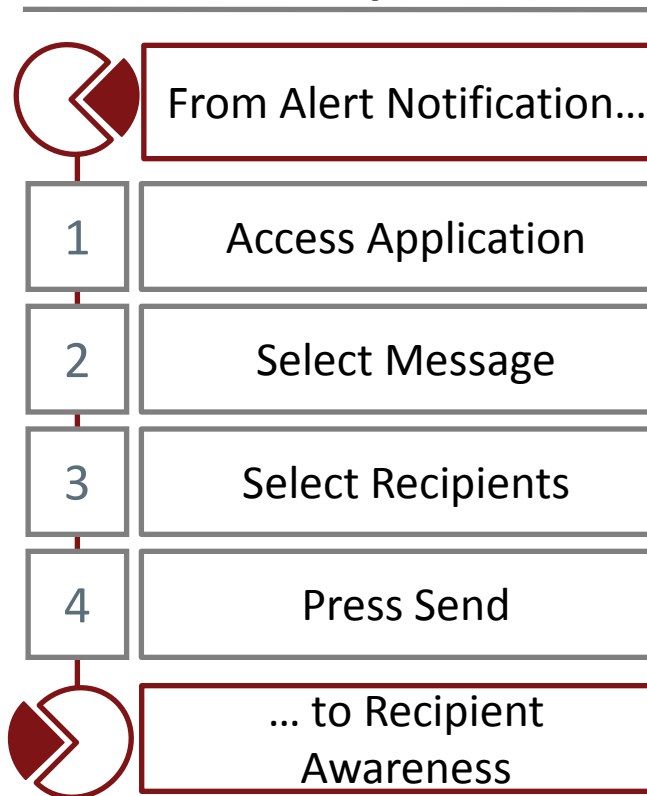 From Alert Notification…
1 Access Application
2 Select Message
3 Select Recipients
4 Press Send
… to Recipient
Awareness